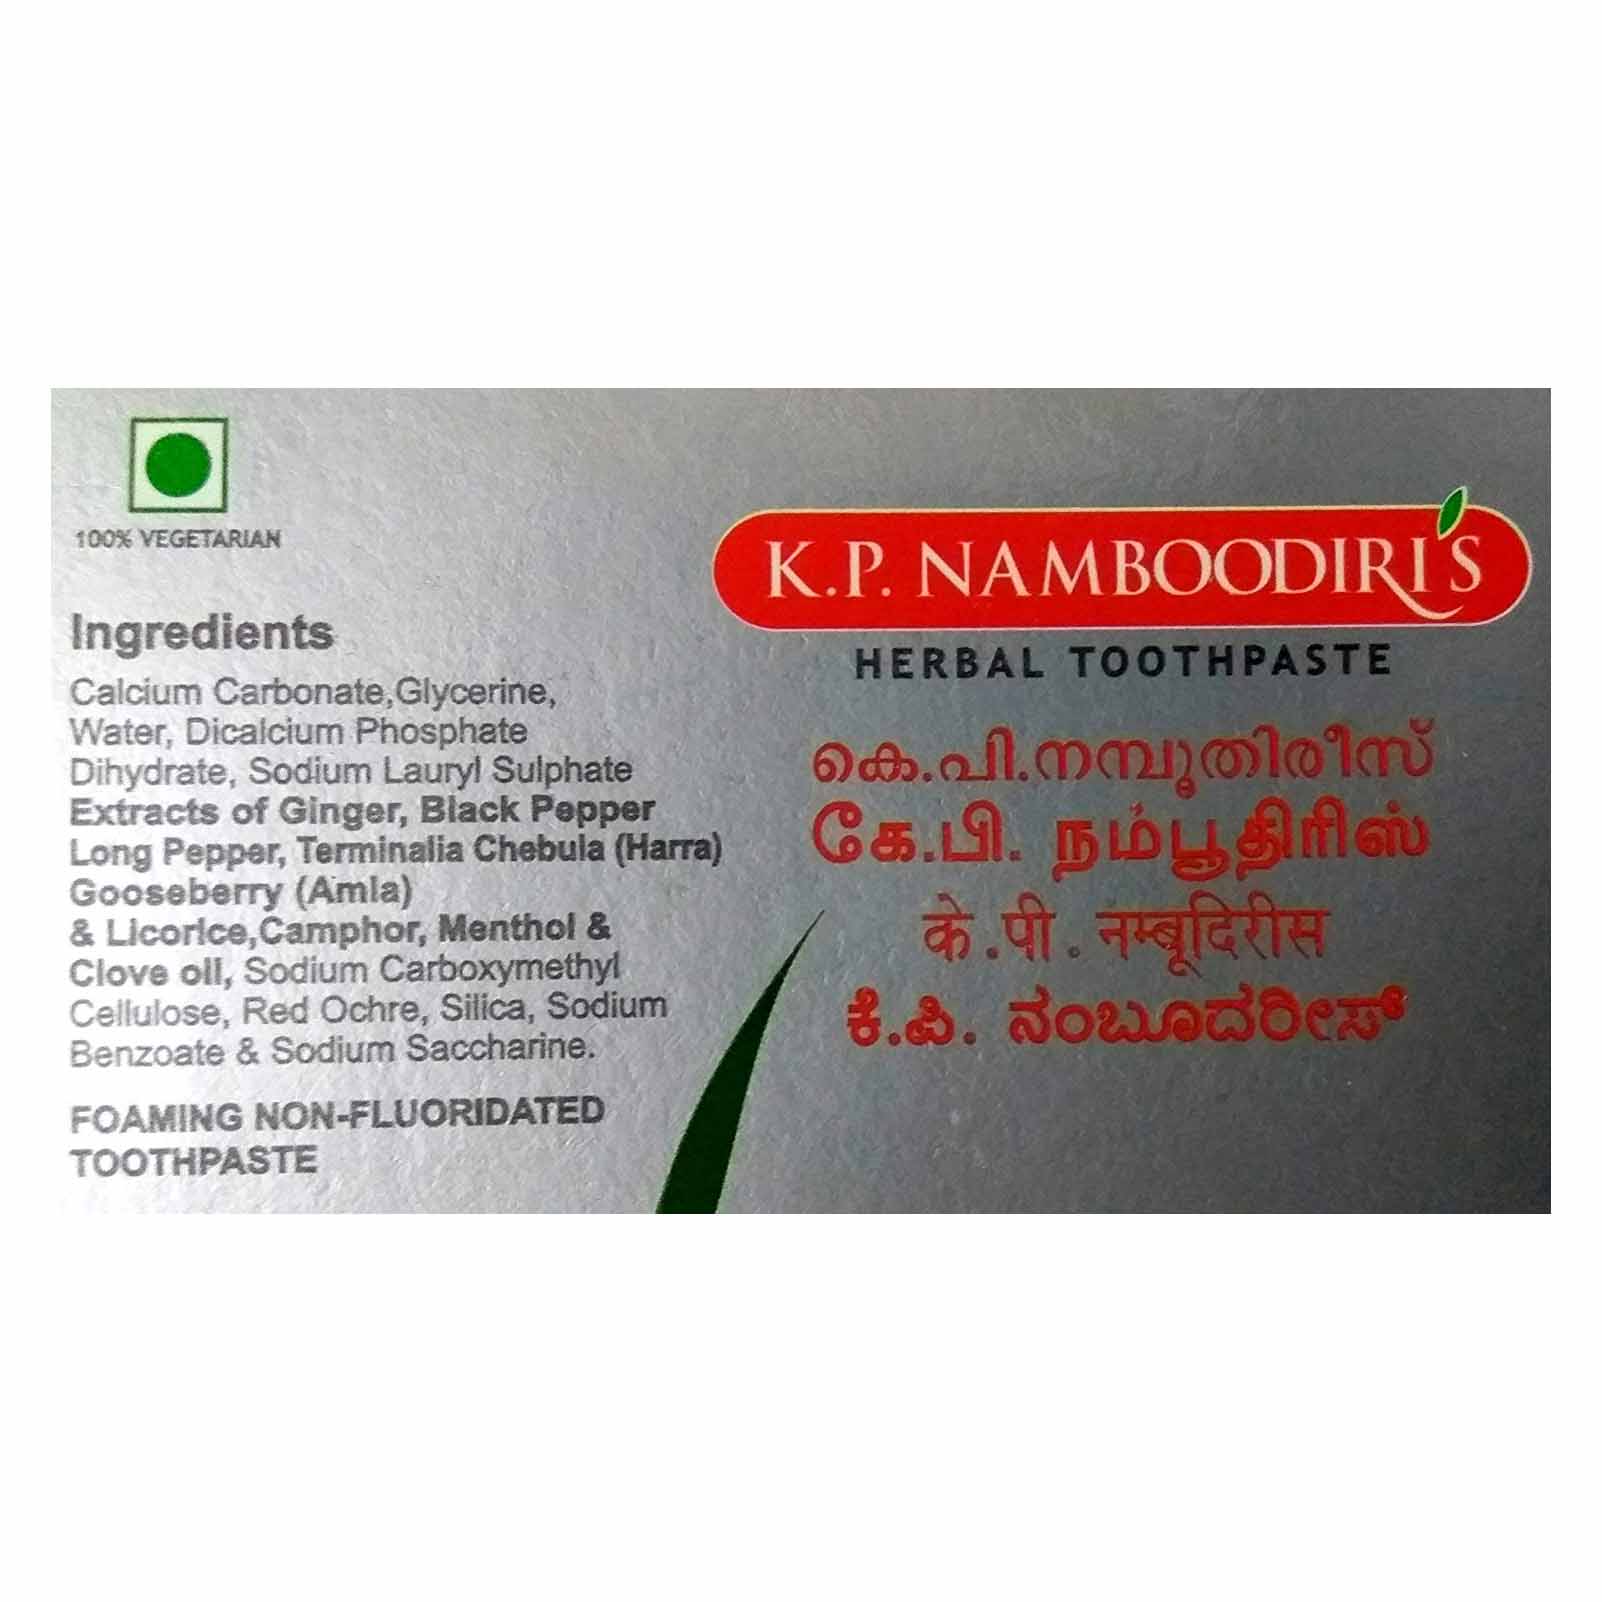 100% VEGETARIAN
Ingredients
Calcium Carbonate,Glycerine,
Water, Dicalcium Phosphate
Dihydrate, Sodium Lauryl Sulphate
Extracts of Ginger, Black Pepper
Long Pepper, Terminalia Chebula (Harra)
Gooseberry (Amla)
& Licorice,Camphor, Menthol &
Clove oil, Sodium Carboxymethyl
Cellulose, Red Ochre, Silica, Sodium
Benzoate & Sodium Saccharine.
FOAMING NON-FLUORIDATED
TOOTHPASTE
K.P. NAMBOODIRI'S
HERBAL TOOTHPASTE
കെ.പി.നമ്പൂതിരീസ്
கே.பி. நம்பூதிரிஸ்
के.पी. नम्बूदिरीस
ಕೆ.ಪಿ. ನಂಬೂದರೀಸ್